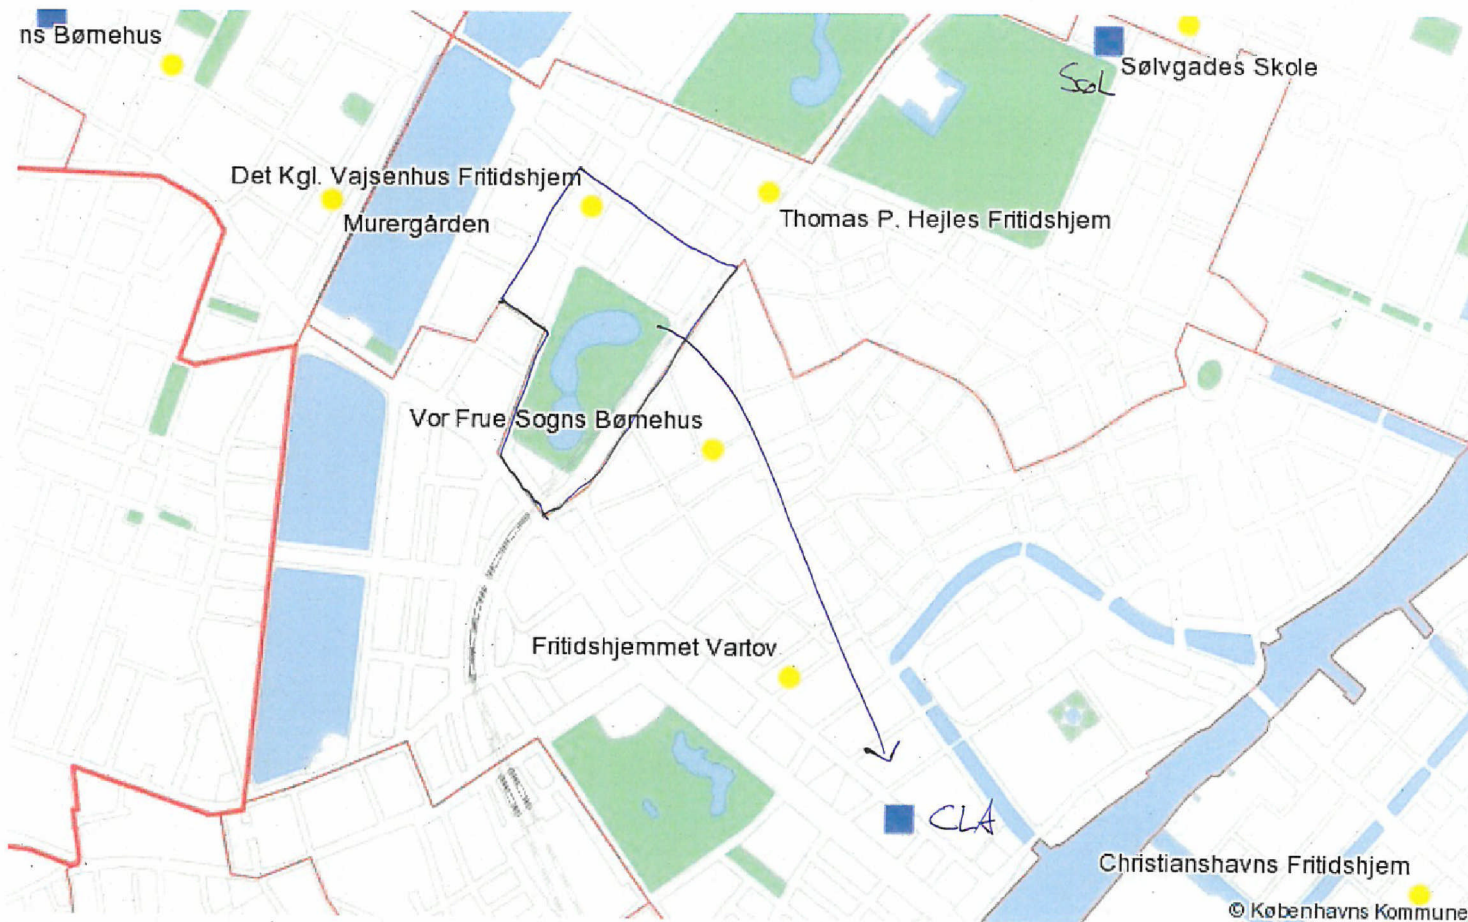 ns Børnehus
Sølvgades Skole
SøL
Det Kgl. Vajsenhus Fritidshjem
Murergården
Thomas P. Hejles Fritidshjem
Vor Frue Sogns Børnehus
Fritidshjemmet Vartov
CLA
Christianshavns Fritidshjem
© Københavns Kommune